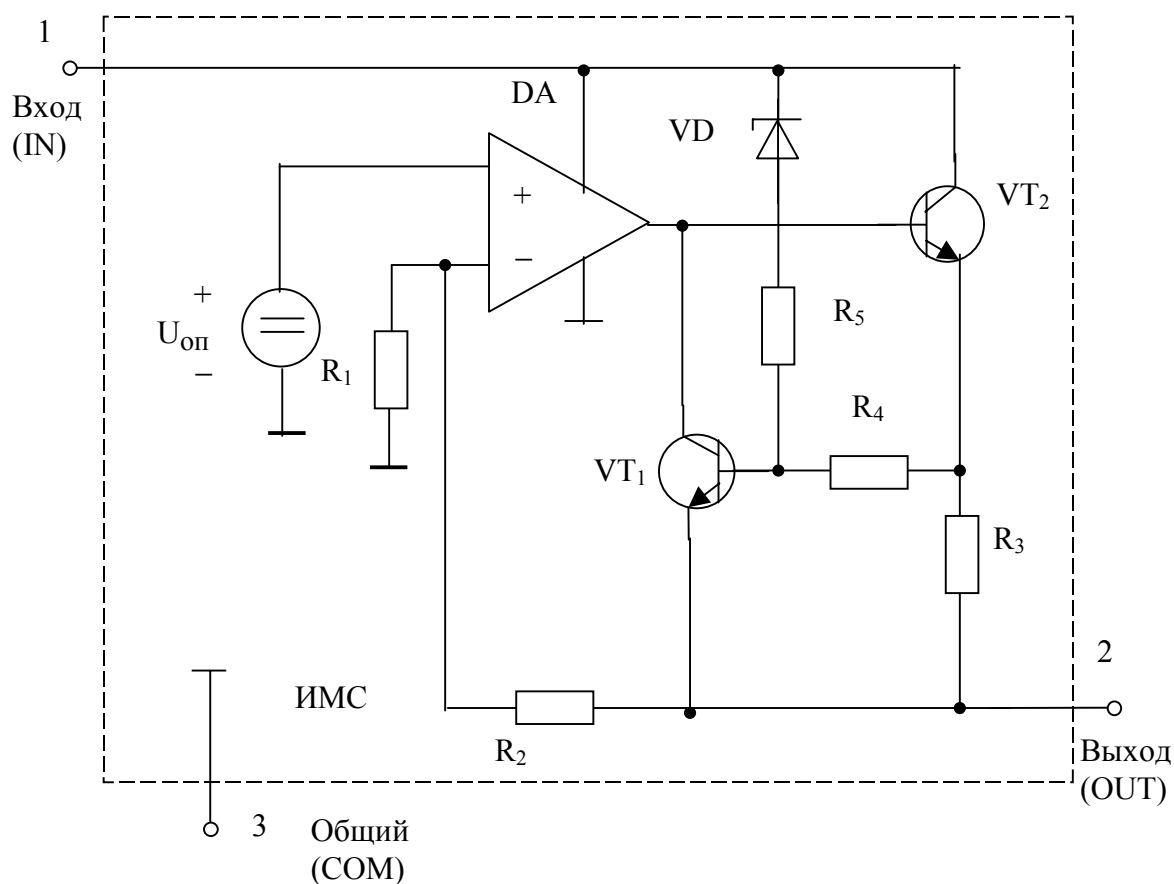 1
Вход
(IN)
DA
VD
VT2
+
−
+
Uоп
−
R1
R5
R4
VT1
R3
2
ИМС
R2
Выход
(OUT)
3
Общий
(COM)